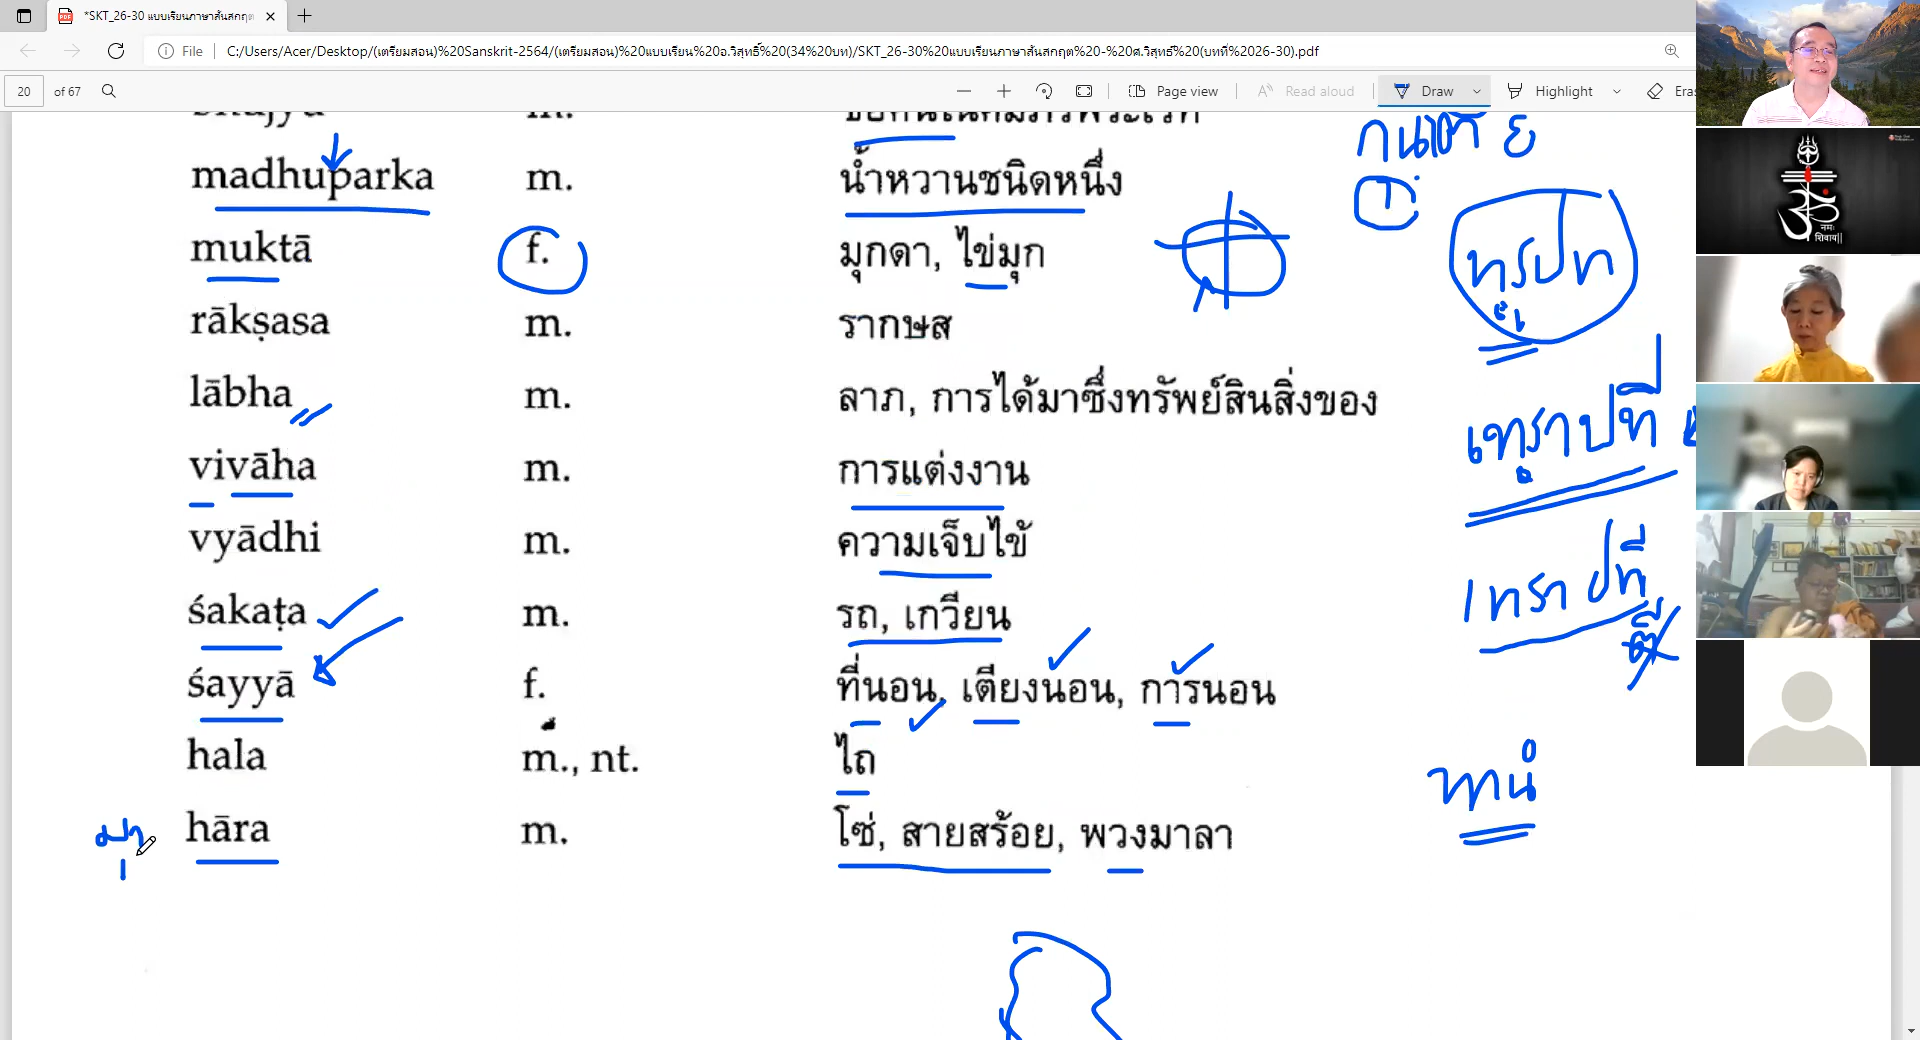 *SKT_26-30 แบบเรียนภาษาสันสกฤต
File C:/Users/Acer/Desktop/(เตรียมสอน)%20Sanskrit-2564/(เตรียมสอน)%20แบบเรียน%20อ.วิสุทธิ์%20(34%20บท)/SKT_26-30%20แบบเรียนภาษาสันสกฤต%20-%20ศ.วิสุทธ์%20(บทที่%2026-30).pdf
20 of 67 Page view Read aloud Draw Highlight Eras
madhuparka m. น้ำหวานชนิดหนึ่ง
muktā f. มุกดา, ไข่มุก
rākṣasa m. รากษส
lābha m. ลาภ, การได้มาซึ่งทรัพย์สินสิ่งของ
vivāha m. การแต่งงาน
vyādhi m. ความเจ็บไข้
śakaṭa m. รถ, เกวียน
śayyā f. ที่นอน, เตียงนอน, การนอน
hala m., nt. ไถ
hāra m. โซ่, สายสร้อย, พวงมาลา
ทรุปท
เทฺราปที
เทราปที
ทานํ
नमः
शिवाय||